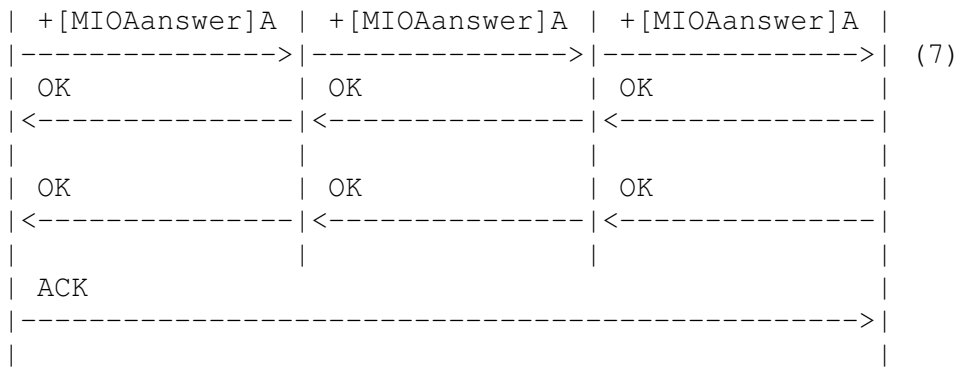 | +[MIOAanswer]A | +[MIOAanswer]A | +[MIOAanswer]A |
|--------------->|--------------->|--------------->| (7)
| OK             | OK             | OK             |
|<---------------|<---------------|<---------------|
|                |                |                |
| OK             | OK             | OK             |
|<---------------|<---------------|<---------------|
|                |                |                |
| ACK                                              |
|------------------------------------------------->|
|                                                  |